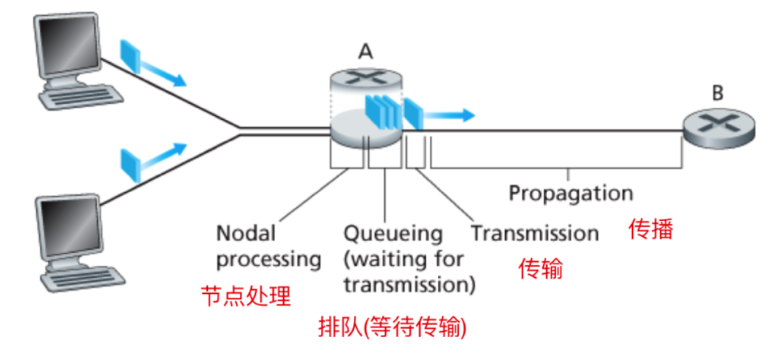 A
B
Propagation
传播
Nodal
processing
节点处理
Queueing
(waiting for
transmission)
排队(等待传输)
Transmission
传输